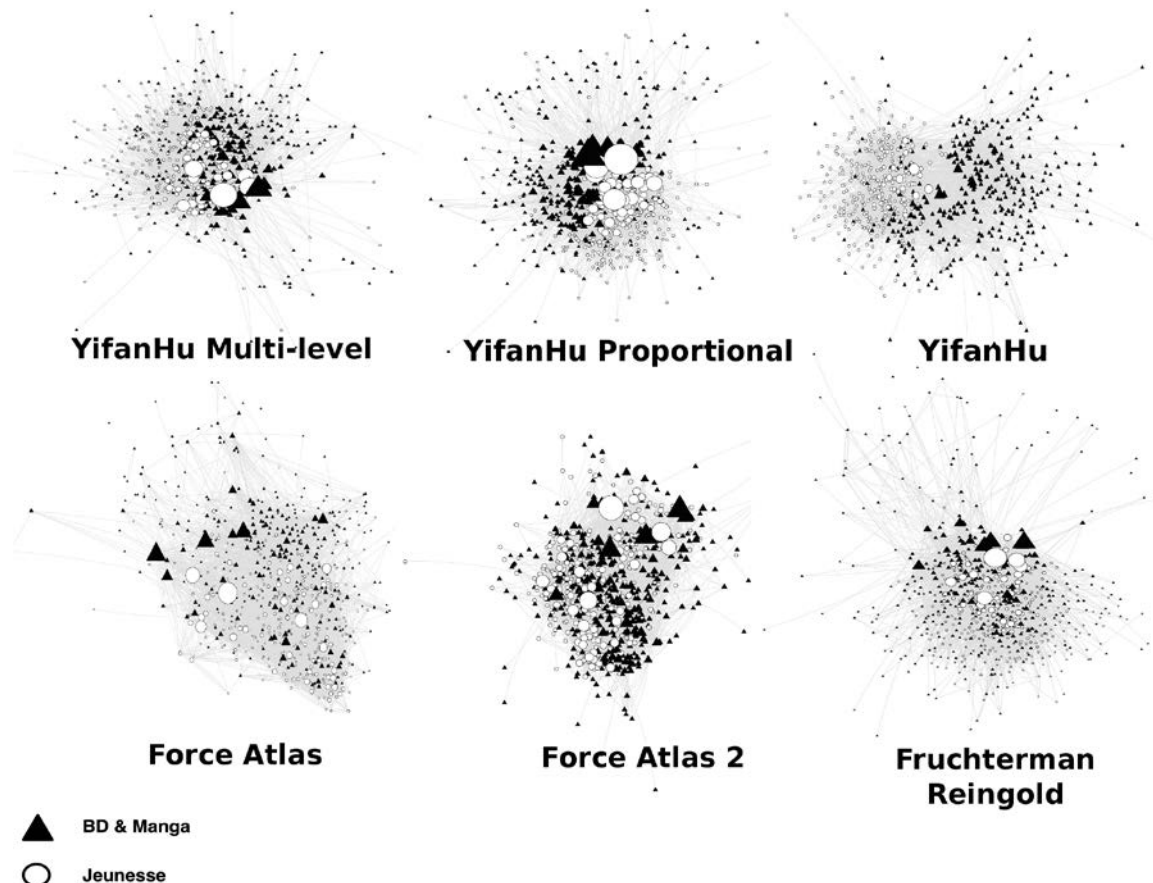 YifanHu Multi-level
YifanHu Proportional
YifanHu
Force Atlas
Force Atlas 2
Fruchterman
Reingold
BD & Manga
Jeunesse